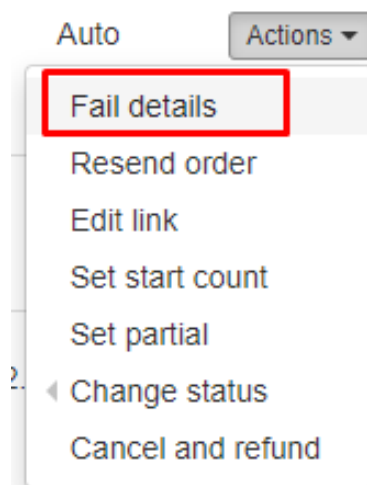 Auto Actions
Fail details
Resend order
Edit link
Set start count
Set partial
Change status
Cancel and refund